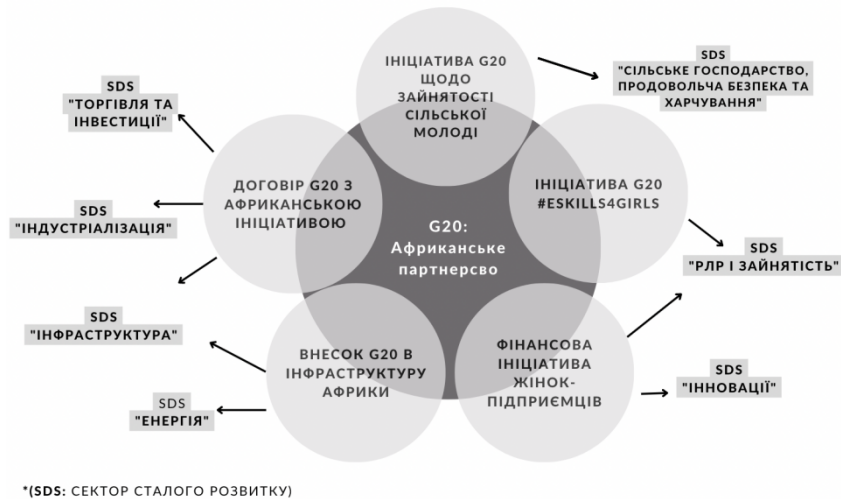 ІНІЦІАТИВА G20
ЩОДО
ЗАЙНЯТОСТІ
СІЛЬСЬКОЇ
МОЛОДІ
SDS
"СІЛЬСЬКЕ ГОСПОДАРСТВО,
ПРОДОВОЛЬЧА БЕЗПЕКА ТА
ХАРЧУВАННЯ"
SDS
"ТОРГІВЛЯ ТА
ІНВЕСТИЦІЇ"
ДОГОВІР G20 З
АФРИКАНСЬКОЮ
ІНІЦІАТИВОЮ
ІНІЦІАТИВА G20
#ESKILLS4GIRLS
SDS
"ІНДУСТРІАЛІЗАЦІЯ"
G20:
Африканське
партнерсво
SDS
"РЛР І ЗАЙНЯТІСТЬ"
SDS
"ІНФРАСТРУКТУРА"
ВНЕСОК G20 В
ІНФРАСТРУКТУРУ
АФРИКИ
ФІНАНСОВА
ІНІЦІАТИВА
ЖІНОК-
ПІДПРИЄМЦІВ
SDS
"ІННОВАЦІЇ"
SDS
"ЕНЕРГІЯ"
*(SDS: СЕКТОР СТАЛОГО РОЗВИТКУ)